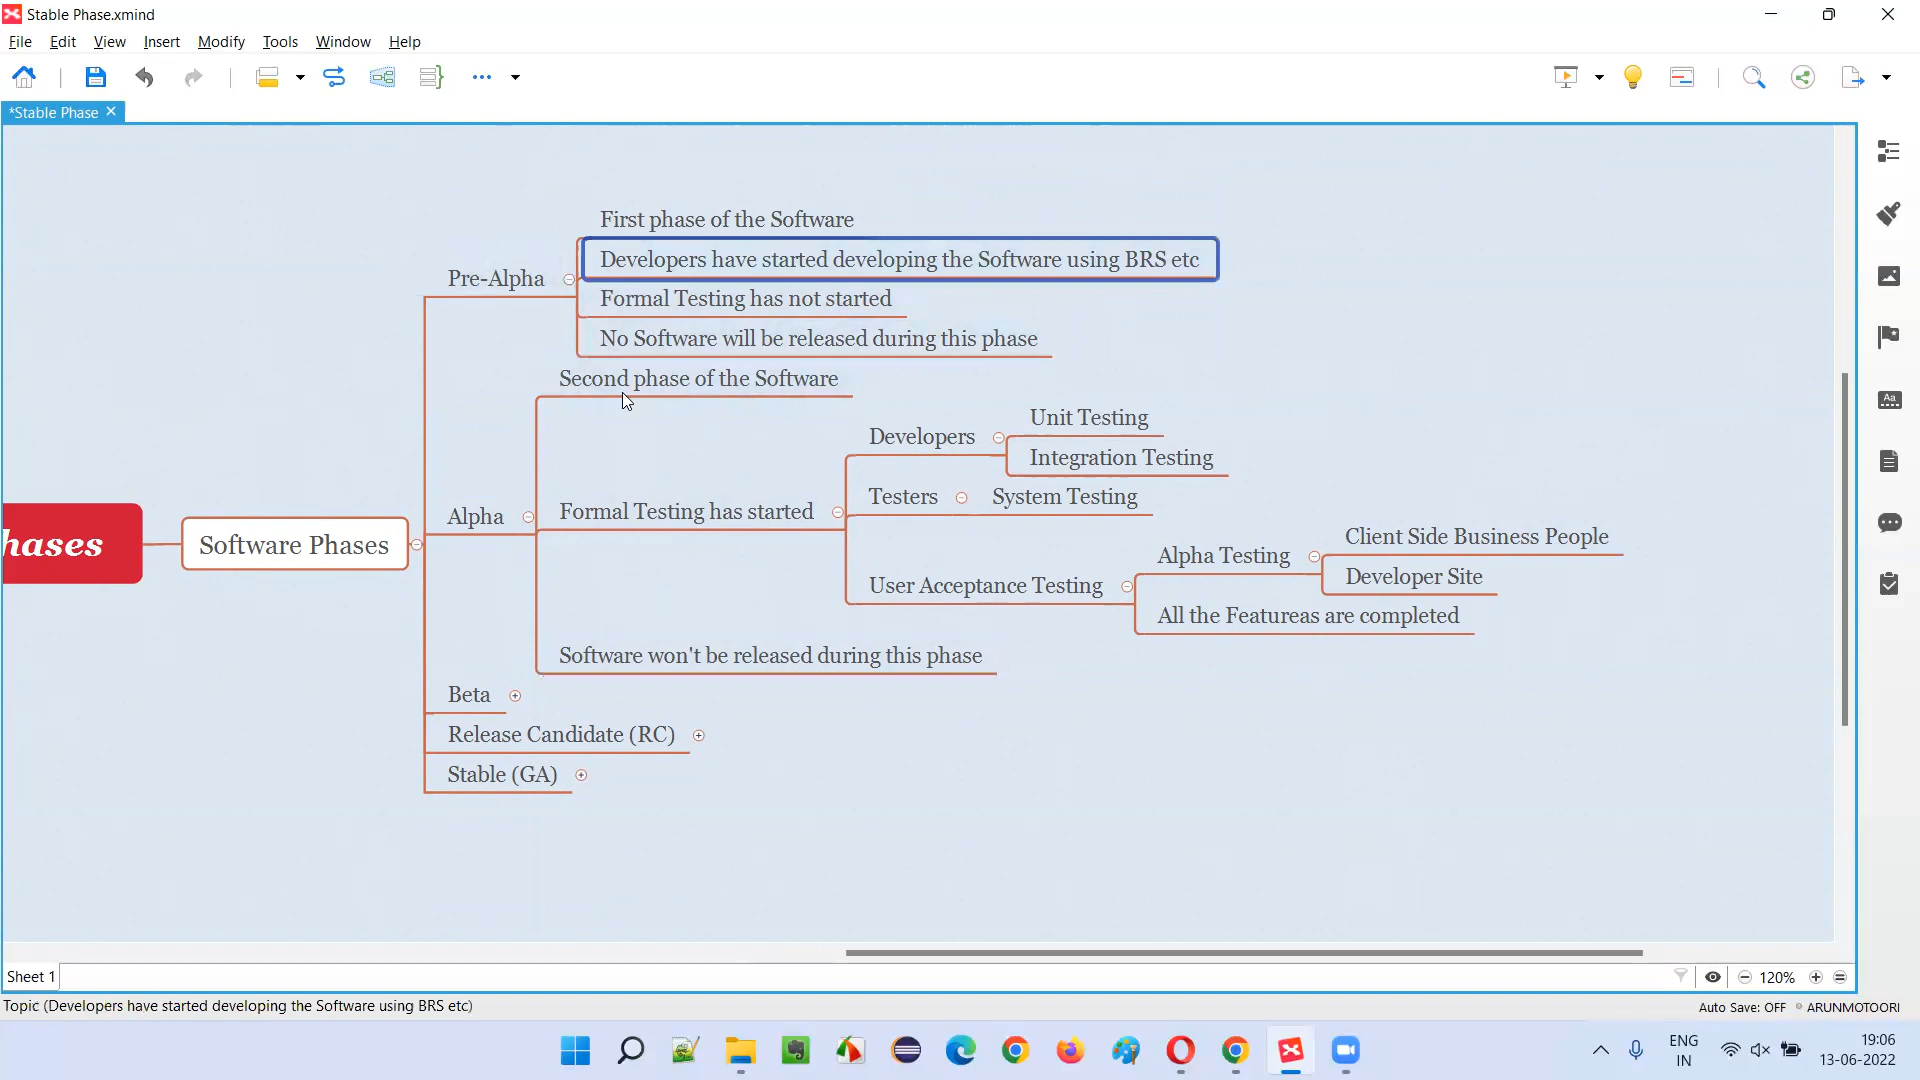 Stable Phase.xmind
File Edit View Insert Modify Tools Window Help
*Stable Phase
First phase of the Software
Developers have started developing the Software using BRS etc
Pre-Alpha
Formal Testing has not started
No Software will be released during this phase
Second phase of the Software
Unit Testing
Developers
Integration Testing
Testers System Testing
Formal Testing has started
Alpha
Client Side Business People
hases
Software Phases
Alpha Testing
Developer Site
User Acceptance Testing
All the Featureas are completed
Software won't be released during this phase
Beta
Release Candidate (RC)
Stable (GA)
Sheet 1
120%
Topic (Developers have started developing the Software using BRS etc)
Auto Save: OFF ARUNMOTOORI
ENG
IN
19:06
13-06-2022
Aa